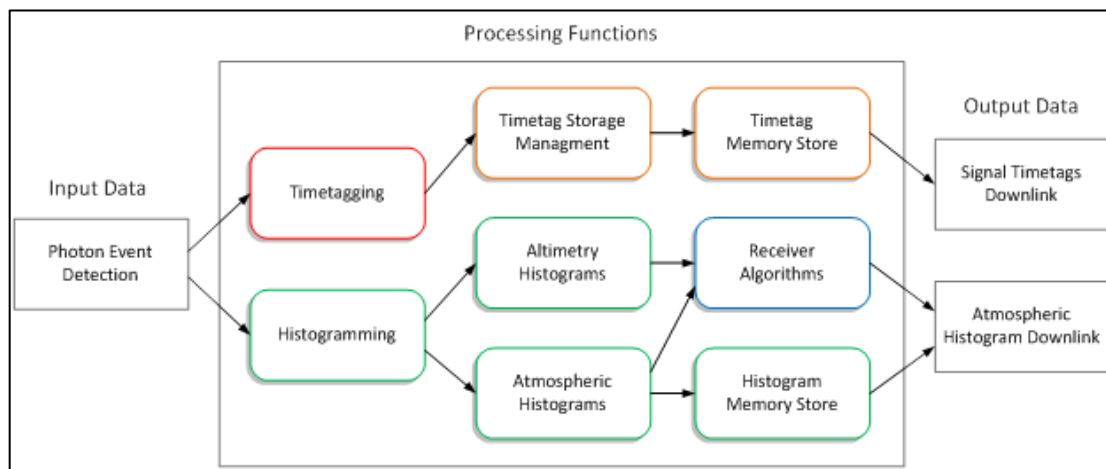 Processing Functions
Input Data
Output Data
Photon Event
Detection
Timetagging
Histogramming
Timetag Storage
Managment
Timetag
Memory Store
Altimetry
Histograms
Receiver
Algorithms
Atmospheric
Histograms
Histogram
Memory Store
Signal Timetags
Downlink
Atmospheric
Histogram Downlink